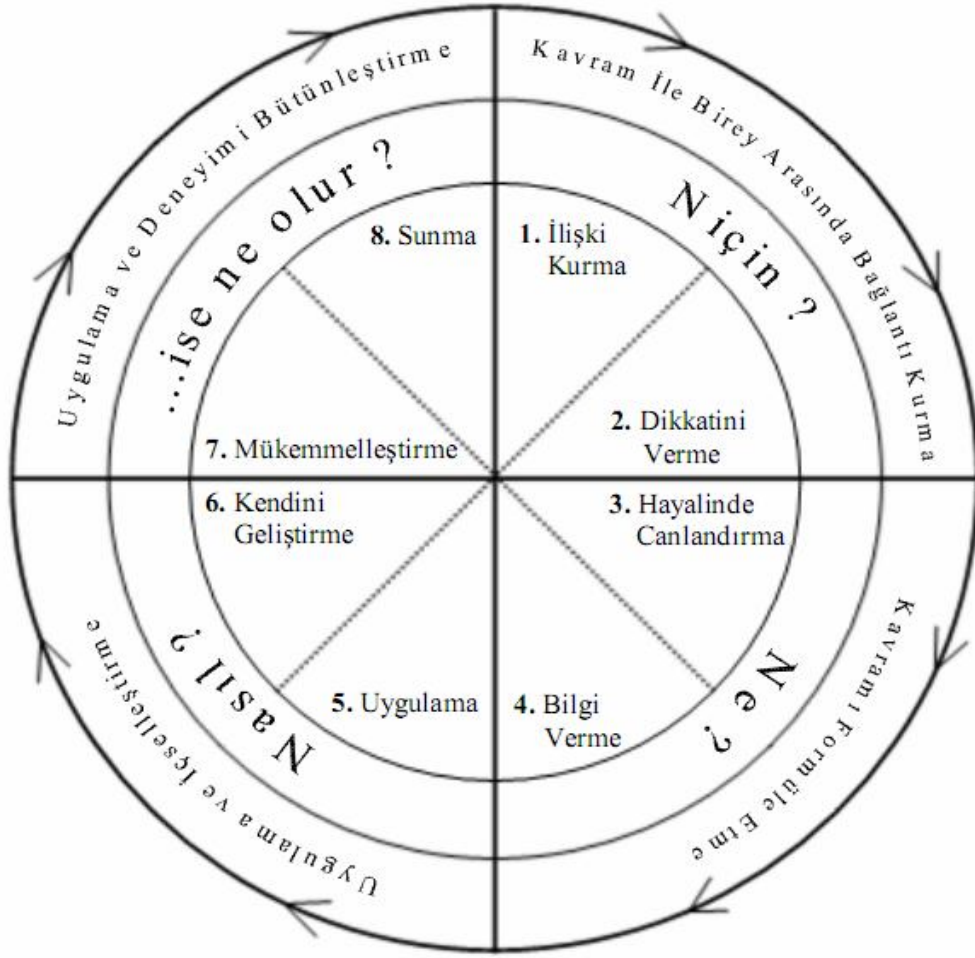 Kavram İle Birey Arasında Bağlantı Kurma
Niçin ?
1. İlişki
Kurma
2. Dikkatini
Verme
Kavramı Formüle Etme
Ne ?
3. Hayalinde
Canlandırma
4. Bilgi
Verme
Uygulama ve İçselleştirme
Nasıl ?
5. Uygulama
6. Kendini
Geliştirme
Uygulama ve Deneyimi Bütünleştirme
....ise ne olur ?
7. Mükemmelleştirme
8. Sunma